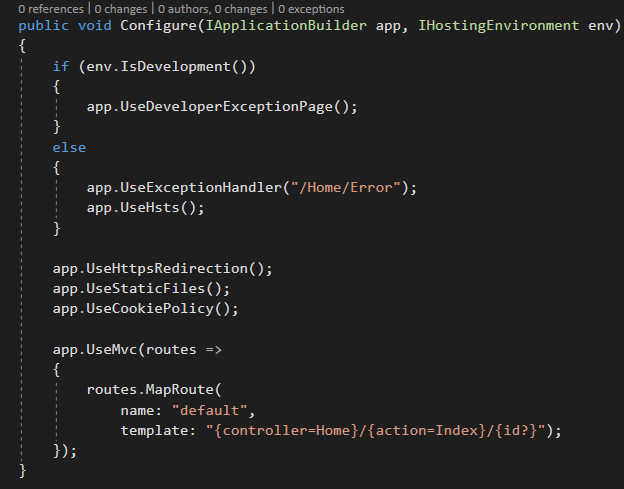 0 references | 0 changes | 0 authors, 0 changes | 0 exceptions
public void Configure(IApplicationBuilder app, IHostingEnvironment env)
{
    if (env.IsDevelopment())
    {
        app.UseDeveloperExceptionPage();
    }
    else
    {
        app.UseExceptionHandler("/Home/Error");
        app.UseHsts();
    }

    app.UseHttpsRedirection();
    app.UseStaticFiles();
    app.UseCookiePolicy();

    app.UseMvc(routes =>
    {
        routes.MapRoute(
            name: "default",
            template: "{controller=Home}/{action=Index}/{id?}");
    });
}